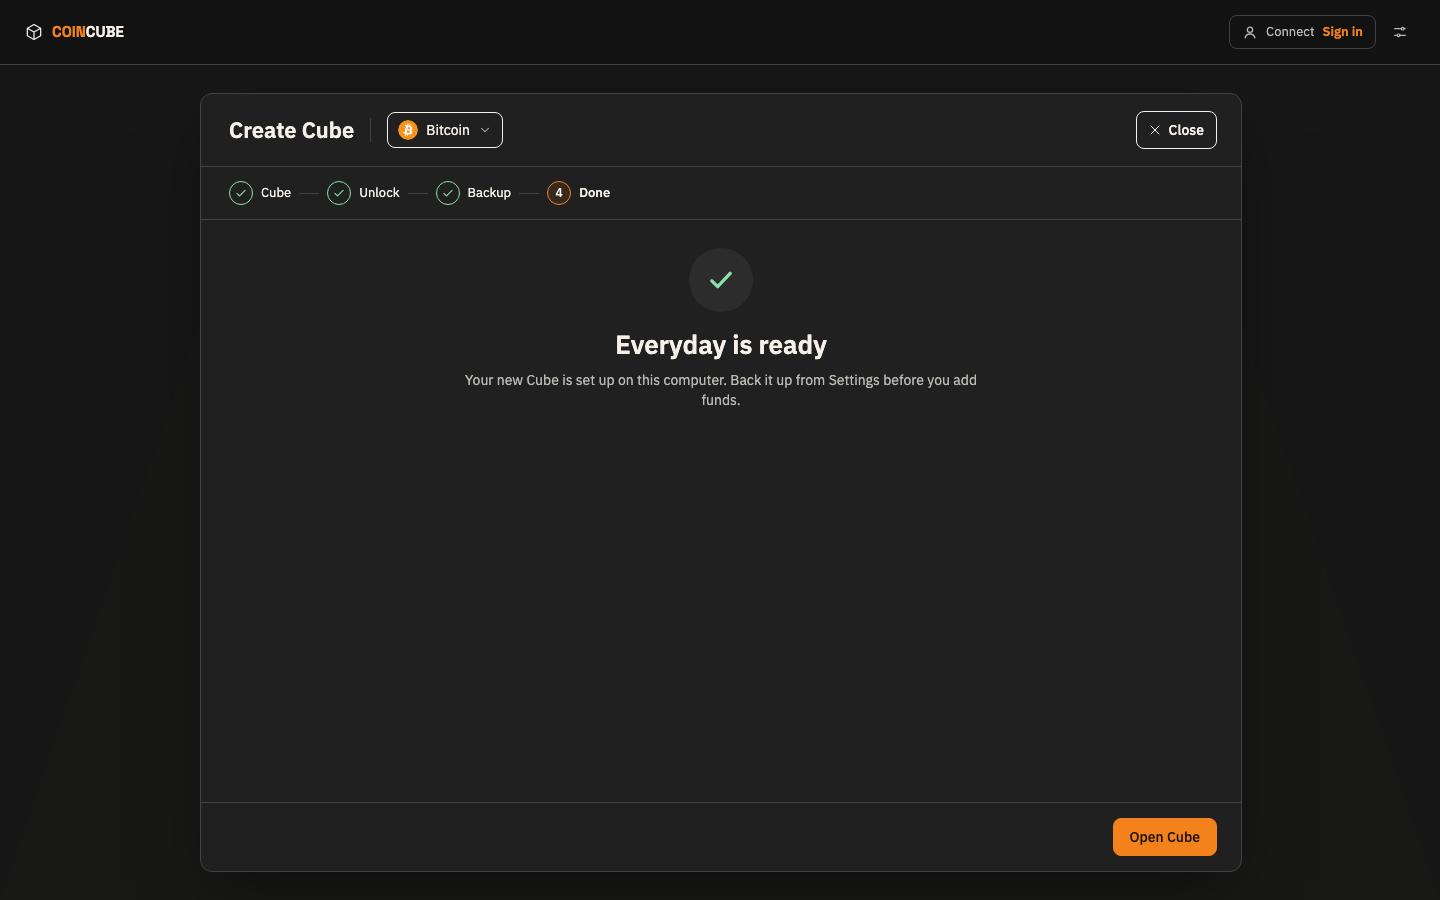 COINCUBE
Connect Sign in
Create Cube
Bitcoin
Close
Cube
Unlock
Backup
4 Done
Everyday is ready
Your new Cube is set up on this computer. Back it up from Settings before you add
funds.
Open Cube